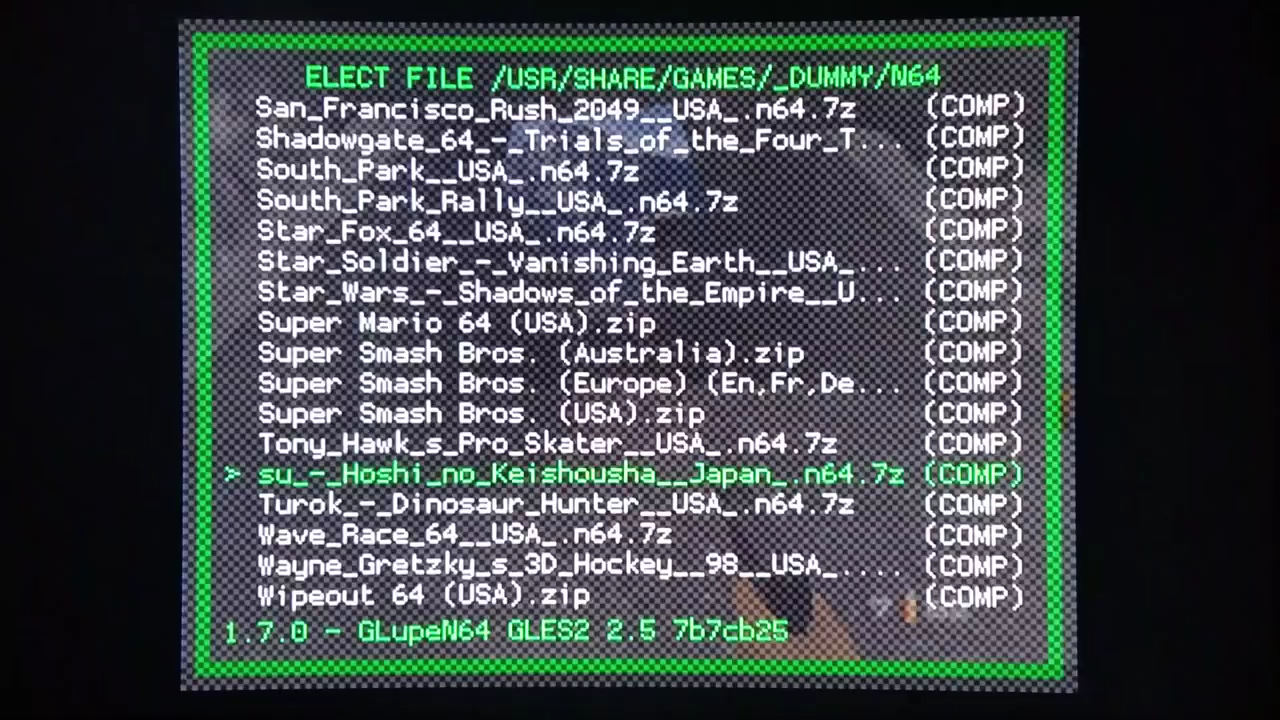 ELECT FILE /USR/SHARE/GAMES/_DUMMY/N64
San_Francisco_Rush_2049__USA_.n64.7z (COMP)
Shadowgate_64_-_Trials_of_the_Four_T... (COMP)
South_Park__USA_.n64.7z (COMP)
South_Park_Rally__USA_.n64.7z (COMP)
Star_Fox_64__USA_.n64.7z (COMP)
Star_Soldier_-_Vanishing_Earth__USA_... (COMP)
Star_Wars_-_Shadows_of_the_Empire__U... (COMP)
Super Mario 64 (USA).zip (COMP)
Super Smash Bros. (Australia).zip (COMP)
Super Smash Bros. (Europe) (En,Fr,De... (COMP)
Super Smash Bros. (USA).zip (COMP)
Tony_Hawk_s_Pro_Skater__USA_.n64.7z (COMP)
> su_-_Hoshi_no_Keishousha__Japan_.n64.7z (COMP)
Turok_-_Dinosaur_Hunter__USA_.n64.7z (COMP)
Wave_Race_64__USA_.n64.7z (COMP)
Wayne_Gretzky_s_3D_Hockey__98__USA_.... (COMP)
Wipeout 64 (USA).zip (COMP)
1.7.0 - GLupeN64 GLES2 2.5 7b7cb25